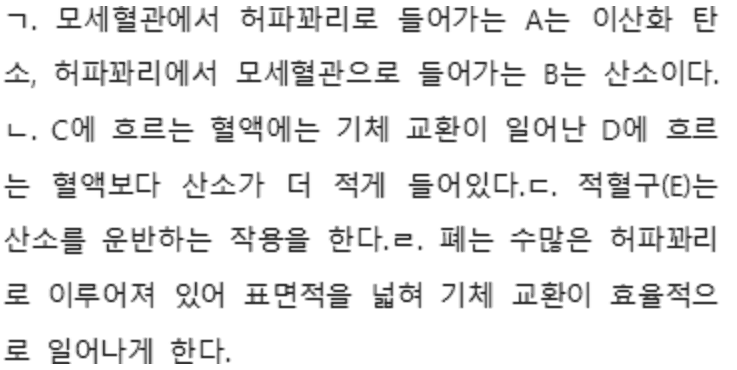 ㄱ. 모세혈관에서 허파꽈리로 들어가는 A는 이산화 탄
소, 허파꽈리에서 모세혈관으로 들어가는 B는 산소이다.
ㄴ. C에 흐르는 혈액에는 기체 교환이 일어난 D에 흐르
는 혈액보다 산소가 더 적게 들어있다.ㄷ. 적혈구(E)는
산소를 운반하는 작용을 한다.ㄹ. 폐는 수많은 허파꽈리
로 이루어져 있어 표면적을 넓혀 기체 교환이 효율적으
로 일어나게 한다.